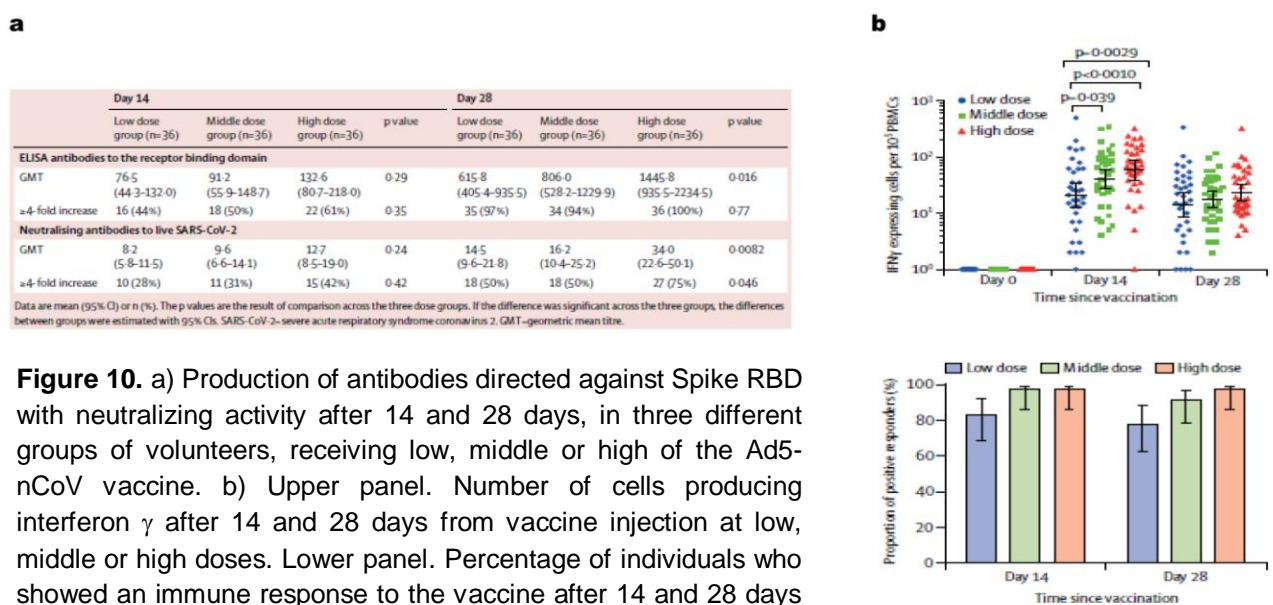 a
Day 14 Day 28
Low dose group (n=36) Middle dose group (n=36) High dose group (n=36) p value Low dose group (n=36) Middle dose group (n=36) High dose group (n=36) p value
ELISA antibodies to the receptor binding domain
GMT 76·5 91·2 132·6 0·29 615·8 806·0 1445·8 0·016
(44·3-132·0) (55·9-148·7) (80·7-218·0) (405·4-935·5) (528·2-1229·9) (935·5-2234·5)
≥4-fold increase 16 (44%) 18 (50%) 22 (61%) 0·35 35 (97%) 34 (94%) 36 (100%) 0·77
Neutralising antibodies to live SARS-CoV-2
GMT 8·2 9·6 12·7 0·24 14·5 16·2 34·0 0·0082
(5·8-11·5) (6·6-14·1) (8·5-19·0) (9·6-21·8) (10·4-25·2) (22·6-50·1)
≥4-fold increase 10 (28%) 11 (31%) 15 (42%) 0·42 18 (50%) 18 (50%) 27 (75%) 0·046
Data are mean (95% CI) or n (%). The p values are the result of comparison across the three dose groups. If the difference was significant across the three groups, the differences
between groups were estimated with 95% CIs. SARS-CoV-2=severe acute respiratory syndrome coronavirus 2. GMT=geometric mean titre.
Figure 10. a) Production of antibodies directed against Spike RBD
with neutralizing activity after 14 and 28 days, in three different
groups of volunteers, receiving low, middle or high of the Ad5-
nCoV vaccine. b) Upper panel. Number of cells producing
interferon γ after 14 and 28 days from vaccine injection at low,
middle or high doses. Lower panel. Percentage of individuals who
showed an immune response to the vaccine after 14 and 28 days
b
p=0·0029
p<0·0010
p=0·039
Low dose
Middle dose
High dose
IFNγ expressing cells per 10⁵ PBMCs
10³
10²
10¹
10⁰
Day 0 Day 14 Day 28
Time since vaccination
Low dose Middle dose High dose
Proportion of positive responders (%)
100
80
60
40
20
0
Day 14 Day 28
Time since vaccination